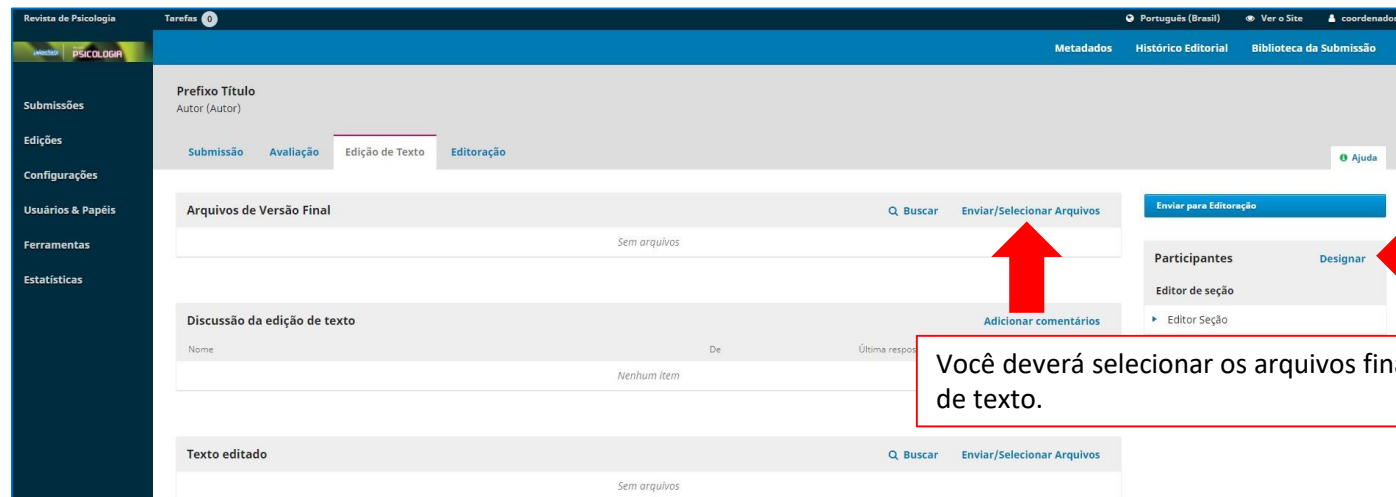 Revista de Psicologia Tarefas 0 Português (Brasil) Ver o Site coordenador
PSICOLOGIA Metadados Histórico Editorial Biblioteca da Submissão
Prefixo Título
Autor (Autor)
Submissões
Edições
Configurações
Usuários & Papéis
Ferramentas
Estatísticas
Submissão Avaliação Edição de Texto Editoração
Ajuda
Arquivos de Versão Final Buscar Enviar/Selecionar Arquivos
Sem arquivos
Enviar para Editoração
Participantes Designar
Editor de seção
Editor Seção
Discussão da edição de texto Adicionar comentários
Nome De Última
Nenhum item
Você deverá selecionar os arquivos
de texto.
Texto editado Buscar Enviar/Selecionar Arquivos
Sem arquivos